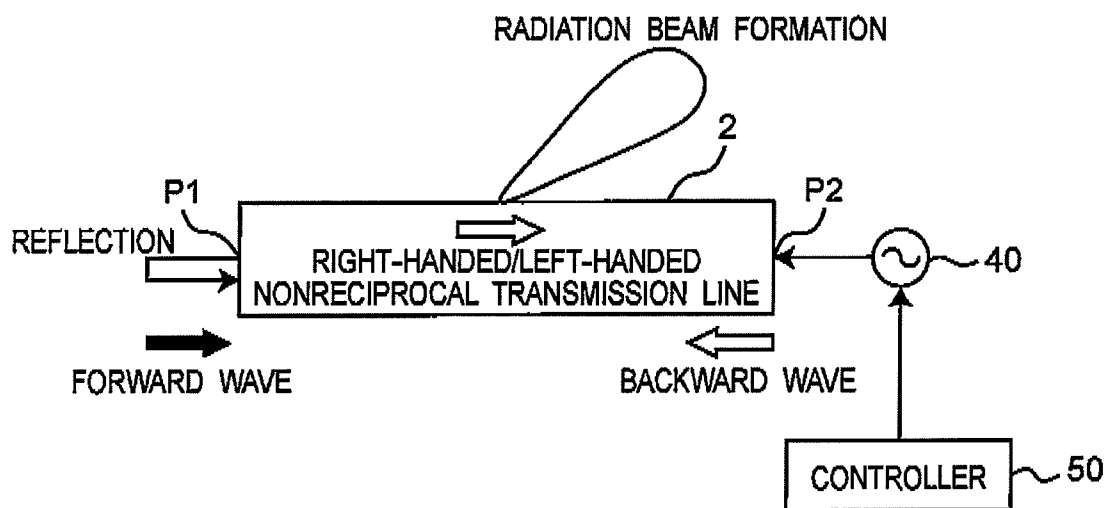 RADIATION BEAM FORMATION
2
P1
P2
REFLECTION
RIGHT-HANDED/LEFT-HANDED
NONRECIPROCAL TRANSMISSION LINE
40
FORWARD WAVE
BACKWARD WAVE
CONTROLLER
50